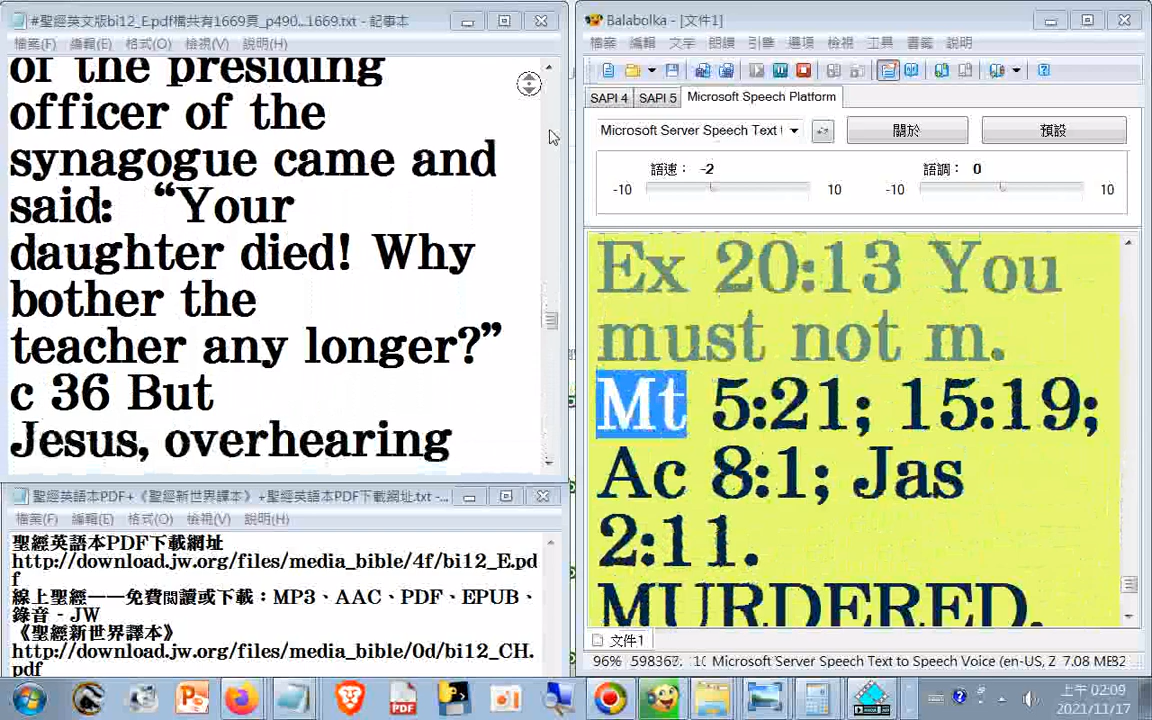 #聖經英文版bi12_E.pdf檔共有1669頁_p490..._1669.txt - 記事本
檔案(F) 編輯(E) 格式(O) 檢視(V) 說明(H)
of the presiding
officer of the
synagogue came and
said: “Your
daughter died! Why
bother the
teacher any longer?”
c 36 But
Jesus, overhearing
聖經英語本PDF+《聖經新世界譯本》+聖經英語本PDF下載網址.txt - ...
檔案(F) 編輯(E) 格式(O) 檢視(V) 說明(H)
聖經英語本PDF下載網址
http://download.jw.org/files/media_bible/4f/bi12_E.pd
f
線上聖經──免費閱讀或下載：MP3、AAC、PDF、EPUB、
錄音 - JW
《聖經新世界譯本》
http://download.jw.org/files/media_bible/0d/bi12_CH.
pdf
Balabolka - [文件1]
檔案 編輯 文字 朗讀 引擎 選項 檢視 工具 書籤 說明
SAPI 4 SAPI 5 Microsoft Speech Platform
Microsoft Server Speech Text 關於 預設
語速： -2 語調： 0
-10 10 -10 10
Ex 20:13 You
must not m.
Mt 5:21; 15:19;
Ac 8:1; Jas
2:11.
MURDERED.
文件1
96% Microsoft Server Speech Text to Speech Voice (en-US, Z 7.08 MB
上午 02:09
2021/11/17